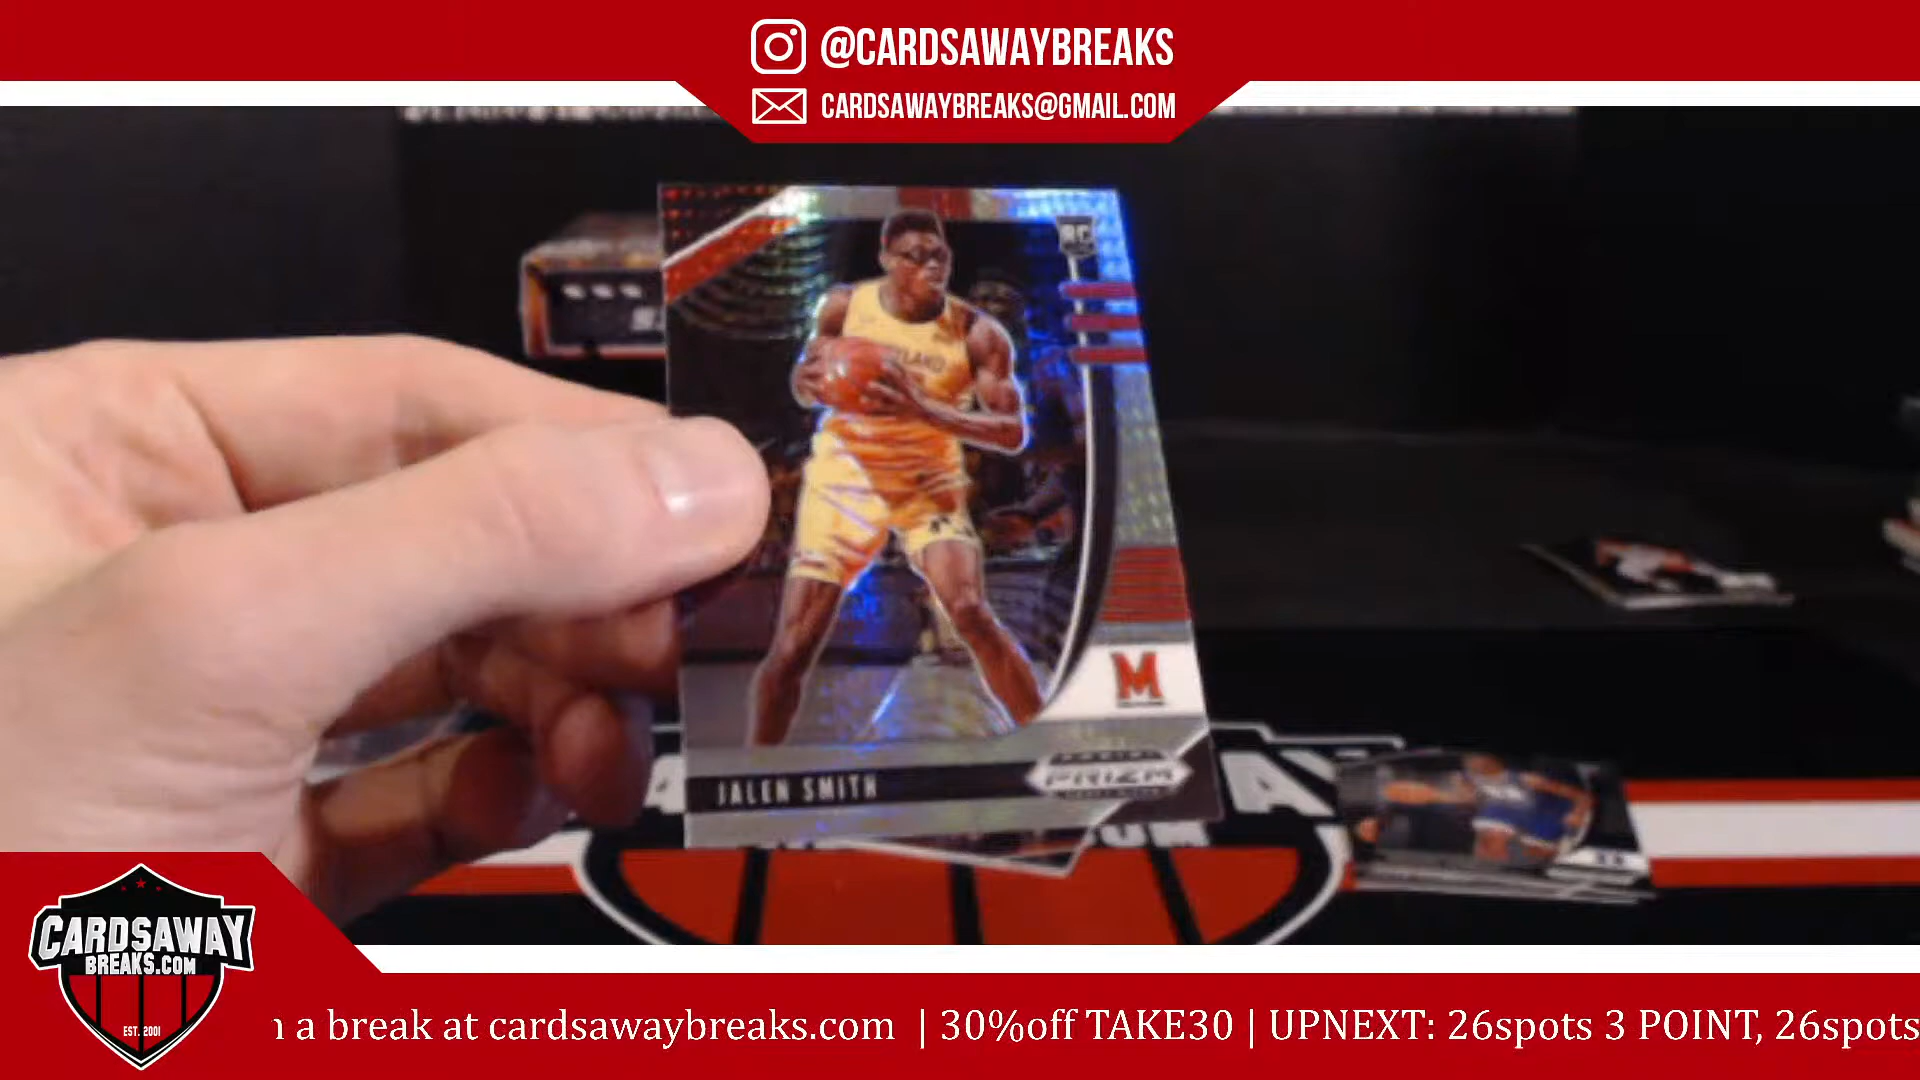 @CARDSAWAYBREAKS
CARDSAWAYBREAKS@GMAIL.COM
RC
M
JALEN SMITH
PRIZM
CARDSAWAY
BREAKS.COM
EST. 2001
a break at cardsawaybreaks.com | 30%off TAKE30 | UPNEXT: 26spots 3 POINT, 26spots